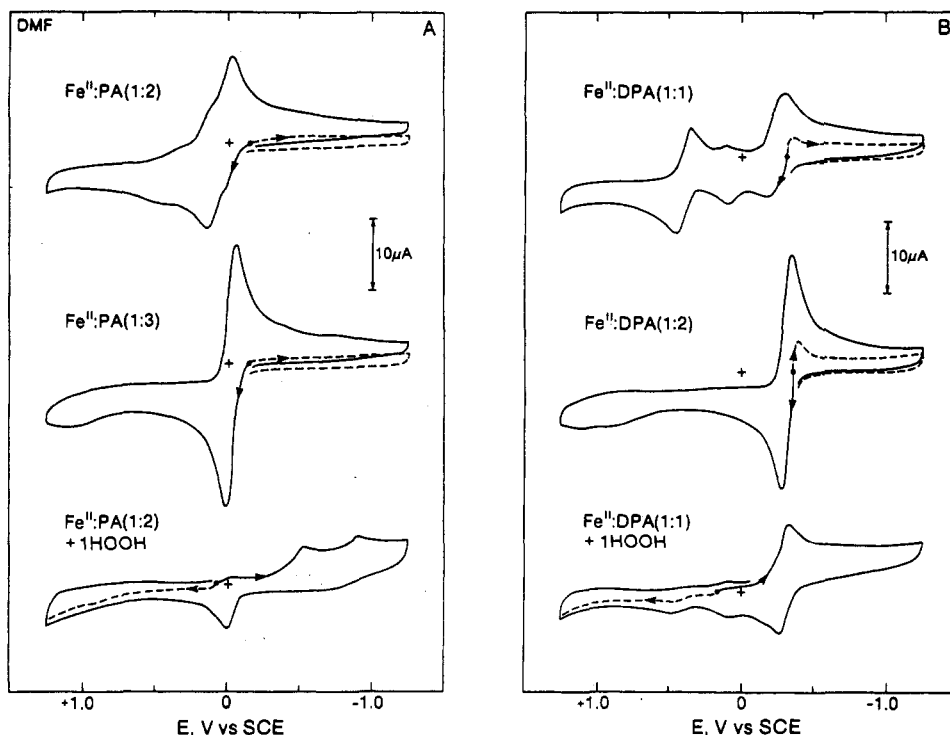 DMF
A
Fe^II:PA(1:2)
10μA
Fe^II:PA(1:3)
Fe^II:PA(1:2)
+ 1HOOH
+1.0
0
-1.0
E, V vs SCE
B
Fe^II:DPA(1:1)
10μA
Fe^II:DPA(1:2)
Fe^II:DPA(1:1)
+ 1HOOH
+1.0
0
-1.0
E, V vs SCE